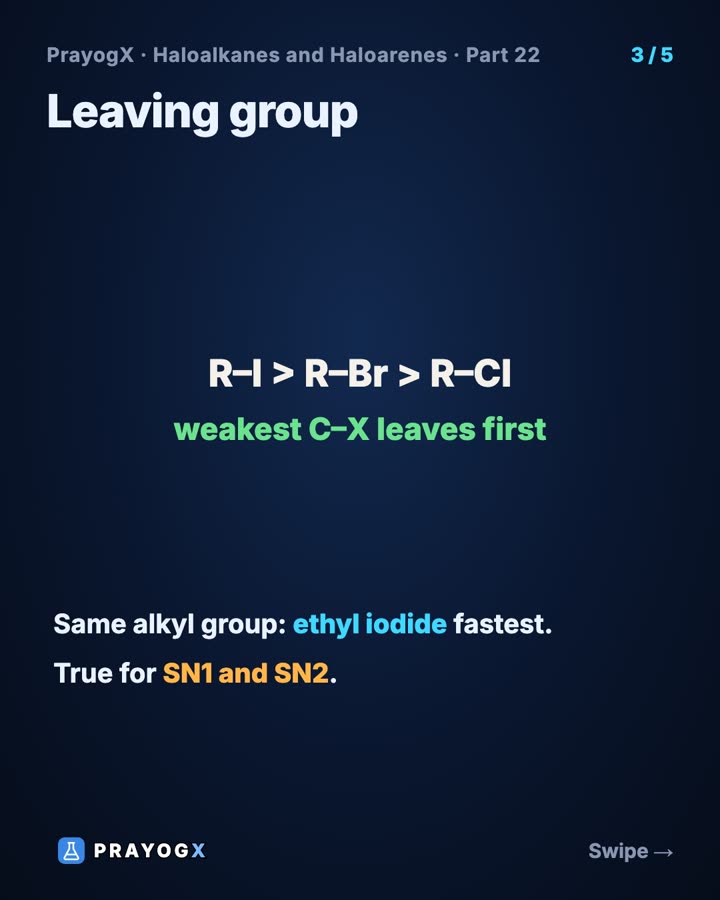 PrayogX · Haloalkanes and Haloarenes · Part 22
3 / 5
Leaving group
R–I > R–Br > R–Cl
weakest C–X leaves first
Same alkyl group: ethyl iodide fastest.
True for SN1 and SN2.
PRAYOGX
Swipe →